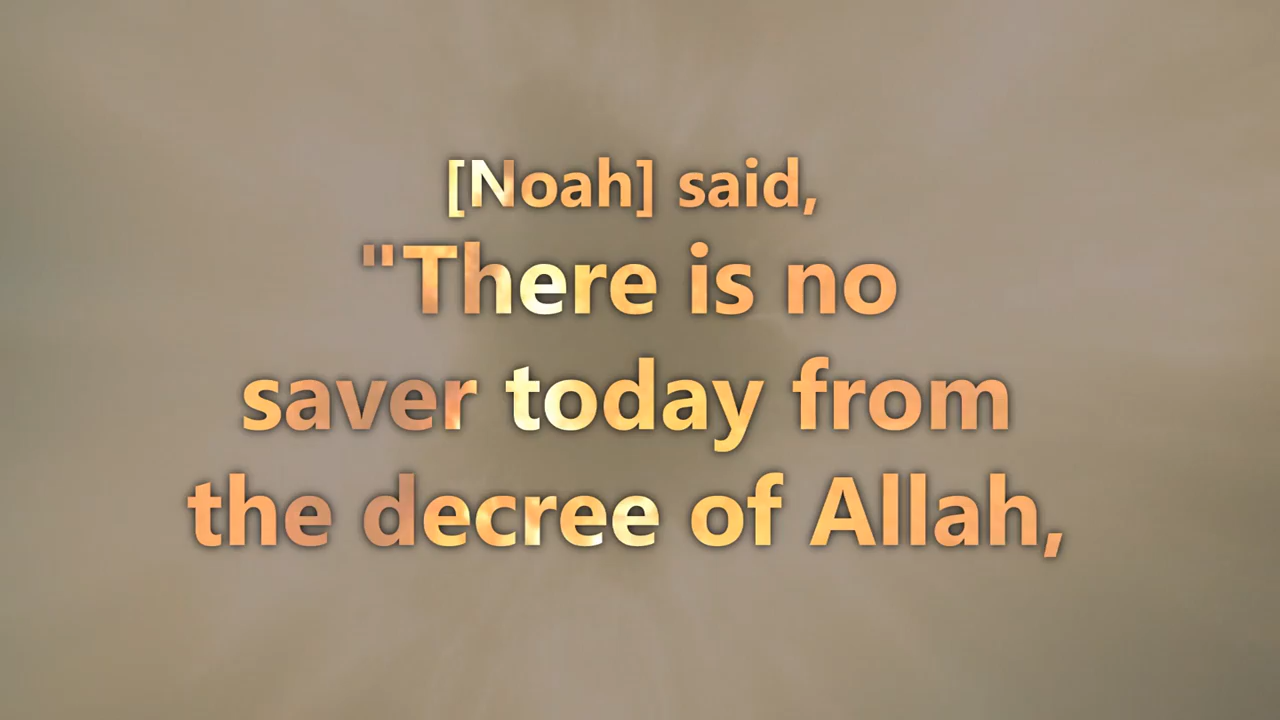 [Noah] said,
"There is no
saver today from
the decree of Allah,